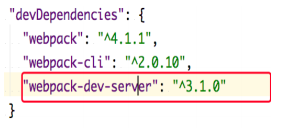 "devDependencies": {
"webpack": "^4.1.1",
"webpack-cli": "^2.0.10",
"webpack-dev-server": "^3.1.0"
}